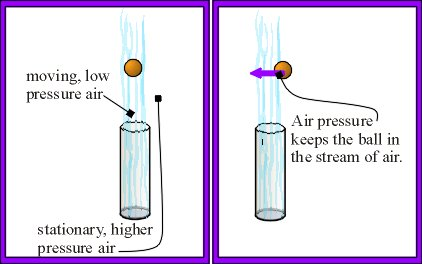 moving, low
pressure air
stationary, higher
pressure air
Air pressure
keeps the ball in
the stream of air.